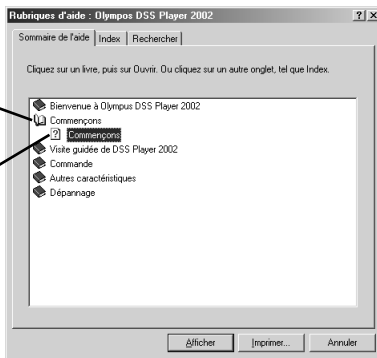 Rubriques d'aide : Olympos DSS Player 2002
Sommaire de l'aide
Index
Rechercher
Cliquez sur un livre, puis sur Ouvrir. Ou cliquez sur un autre onglet, tel que Index.
Bienvenue à Olympus DSS Player 2002
Commençons
Commençons
Visite guidée de DSS Player 2002
Commande
Autres caractéristiques
Dépannage
Afficher
Imprimer...
Annuler